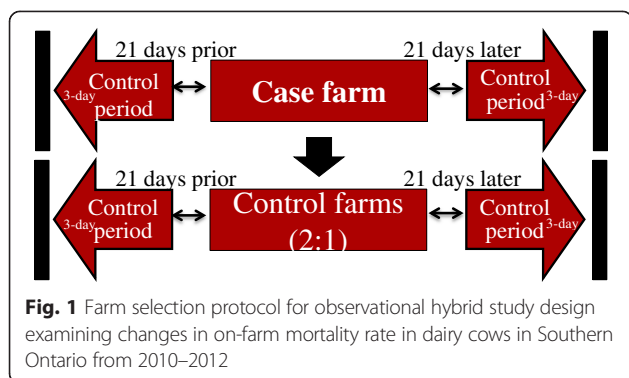 21 days prior
21 days later
3-day Control period
Case farm
Control period 3-day
21 days prior
21 days later
3-day Control period
Control farms
(2:1)
Control period 3-day
Fig. 1 Farm selection protocol for observational hybrid study design
examining changes in on-farm mortality rate in dairy cows in Southern
Ontario from 2010–2012